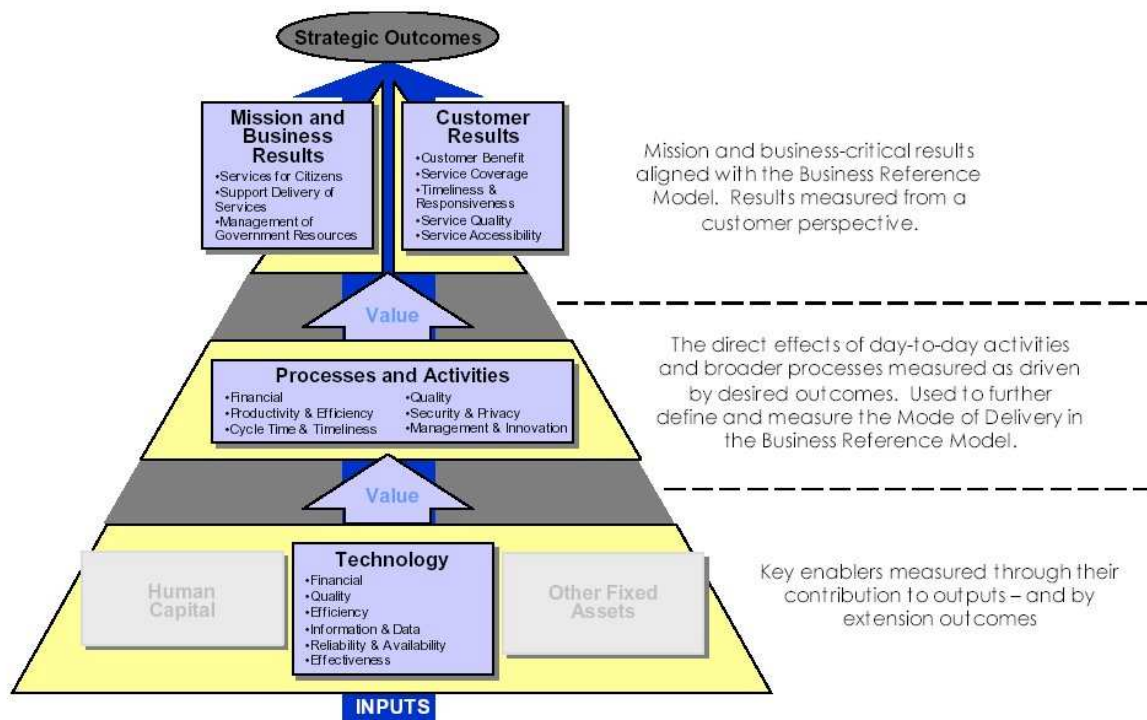 Strategic Outcomes
Mission and
Business
Results
•Services for Citizens
•Support Delivery of
Services
•Management of
Government Resources
Customer
Results
•Customer Benefit
•Service Coverage
•Timeliness &
Responsiveness
•Service Quality
•Service Accessibility
Mission and business-critical results
aligned with the Business Reference
Model. Results measured from a
customer perspective.
Value
Processes and Activities
•Financial
•Productivity & Efficiency
•Cycle Time & Timeliness
•Quality
•Security & Privacy
•Management & Innovation
The direct effects of day-to-day activities
and broader processes measured as driven
by desired outcomes. Used to further
define and measure the Mode of Delivery in
the Business Reference Model.
Value
Human
Capital
Technology
•Financial
•Quality
•Efficiency
•Information & Data
•Reliability & Availability
•Effectiveness
Other Fixed
Assets
Key enablers measured through their
contribution to outputs – and by
extension outcomes
INPUTS